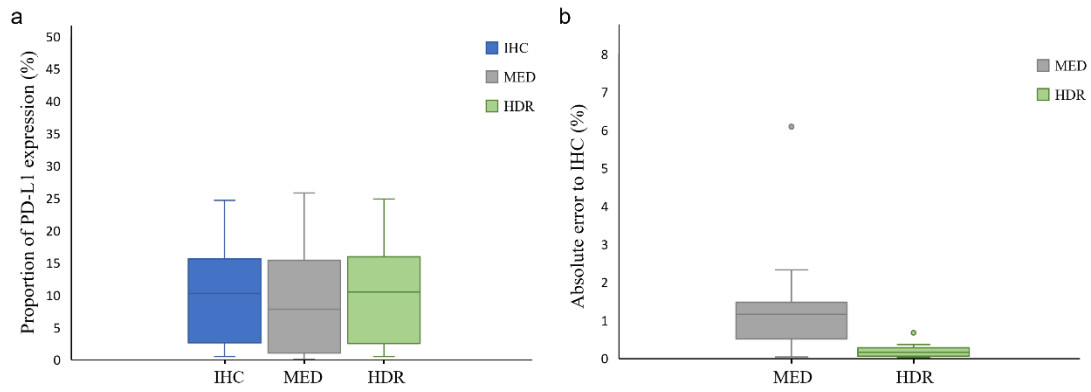 a
Proportion of PD-L1 expression (%)
50
45
40
35
30
25
20
15
10
5
0
IHC
MED
HDR
IHC
MED
HDR
b
Absolute error to IHC (%)
8
7
6
5
4
3
2
1
0
MED
HDR
MED
HDR